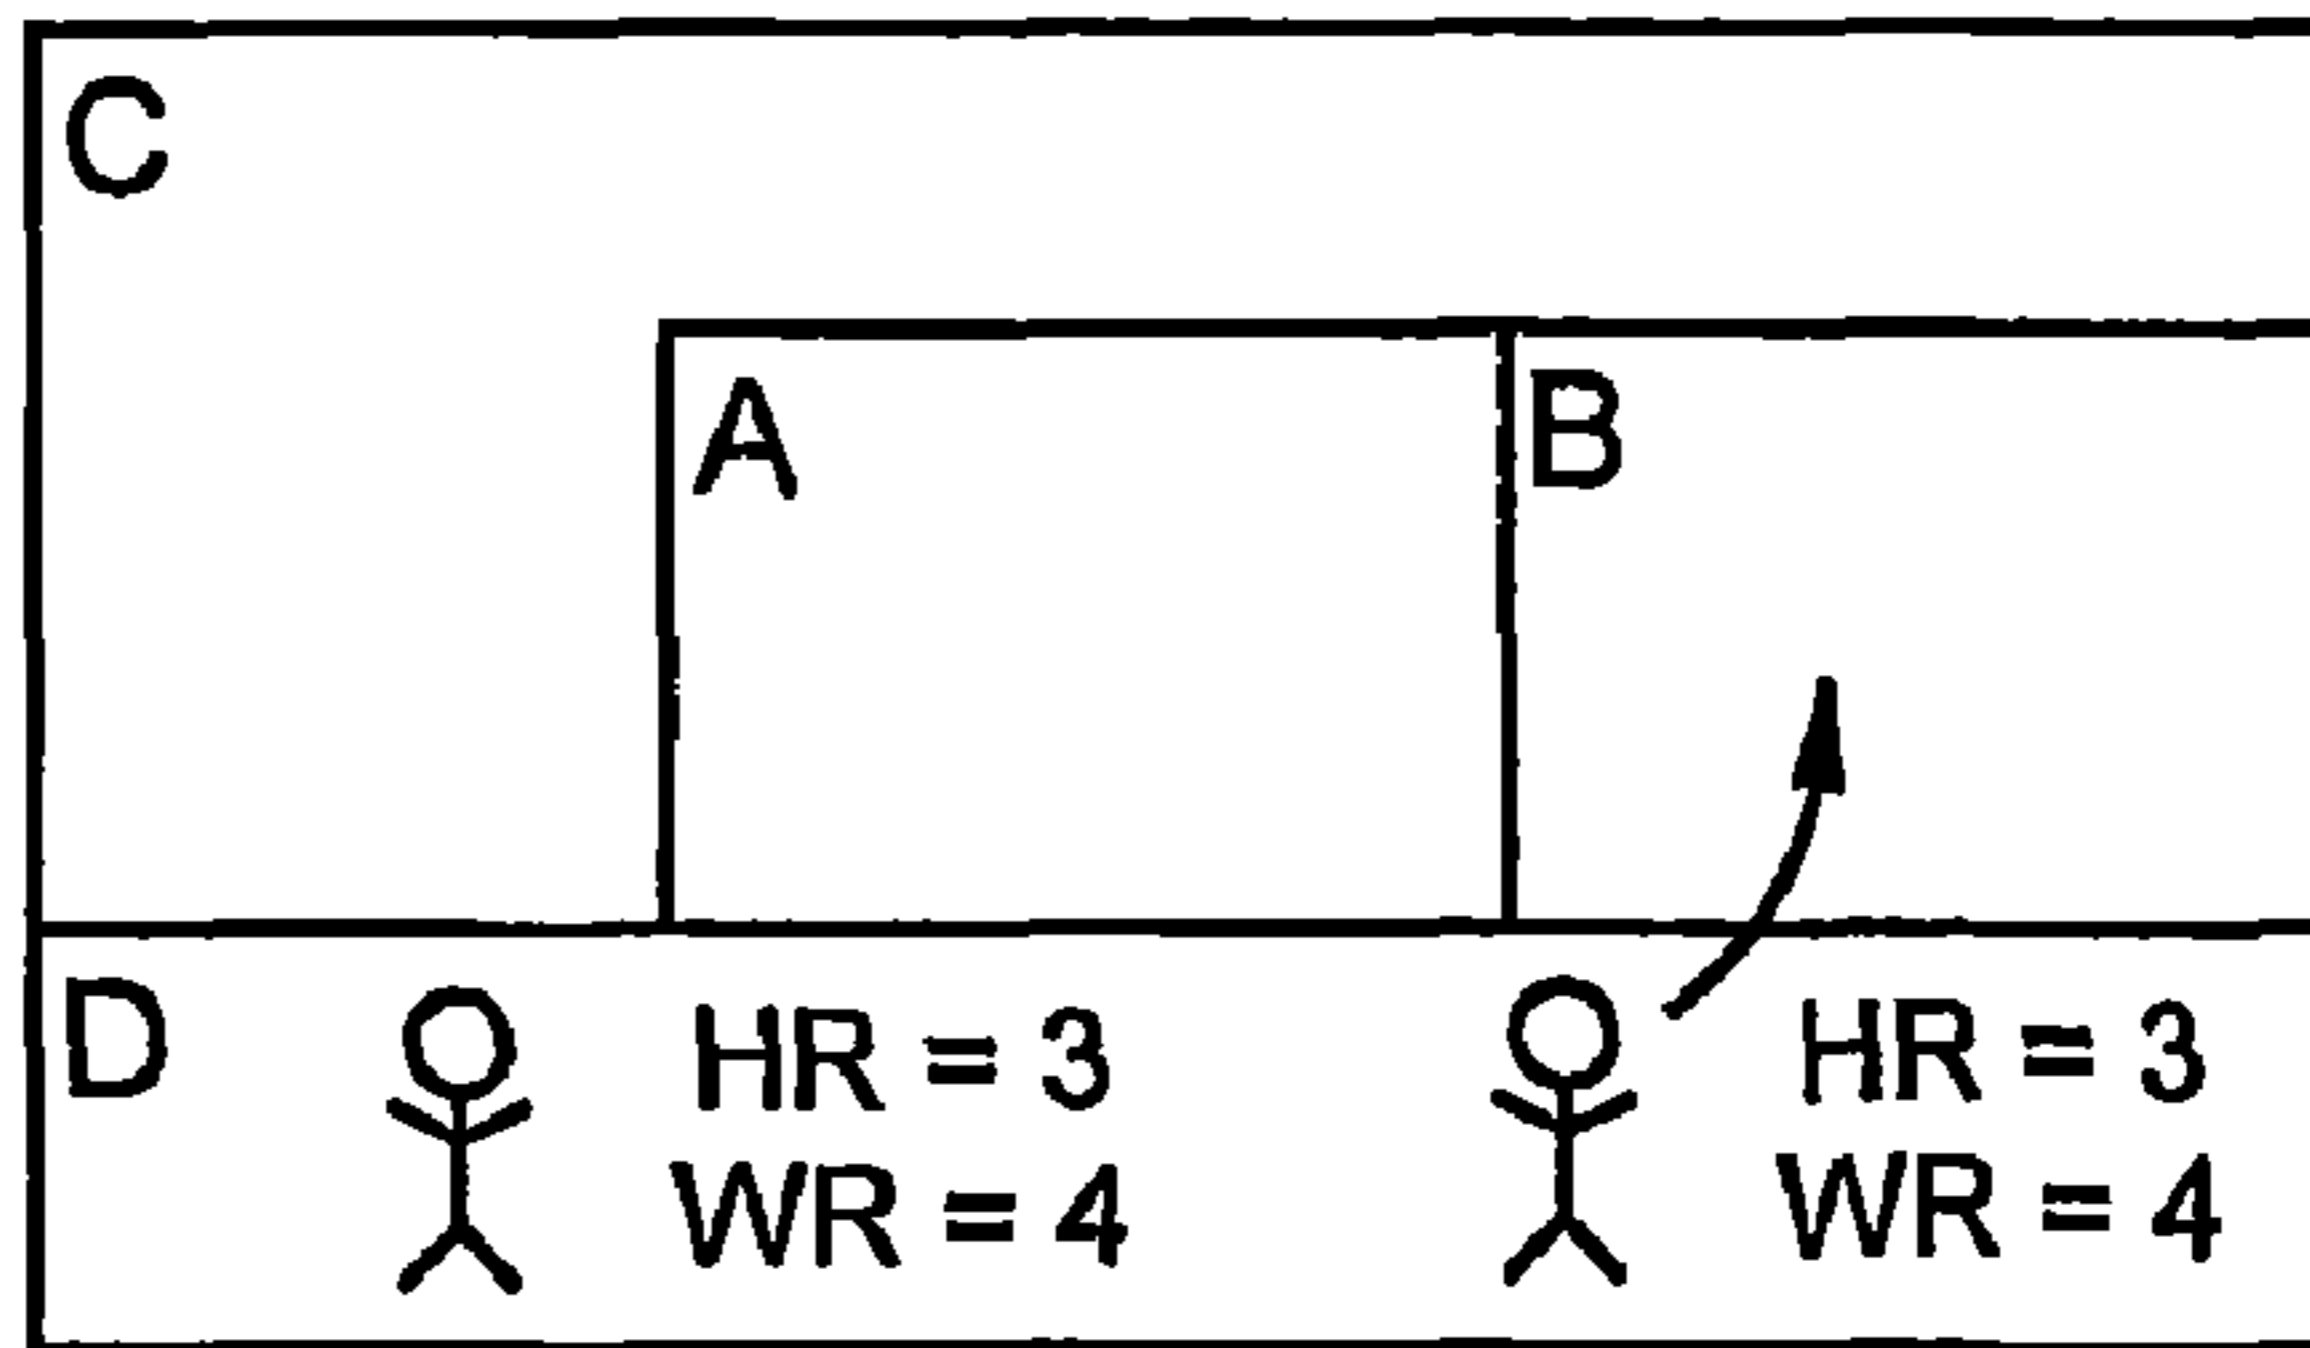 C
A
B
D
HR = 3
WR = 4
HR = 3
WR = 4